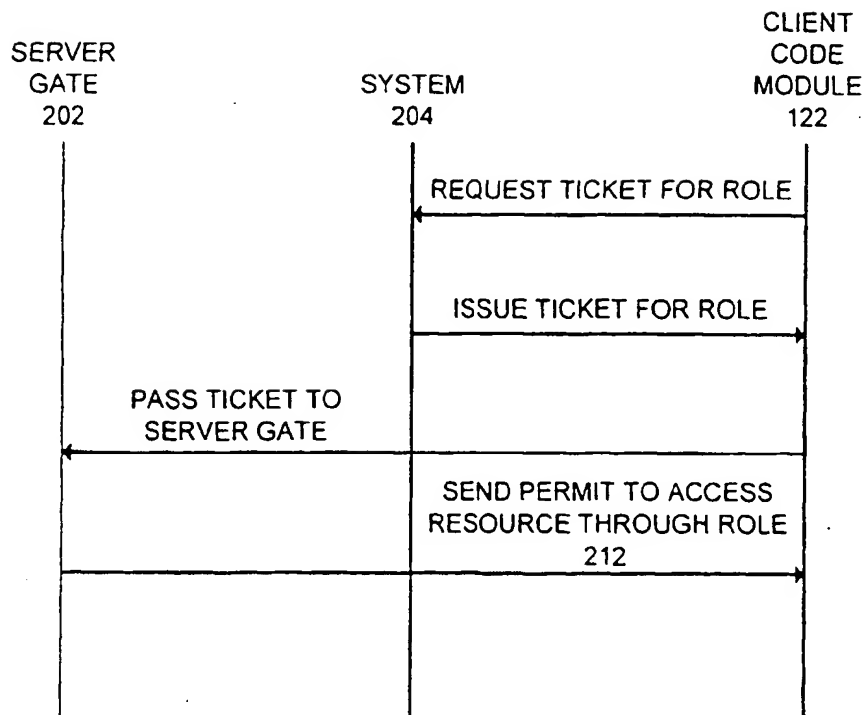 SERVER
GATE
202
SYSTEM
204
CLIENT
CODE
MODULE
122
REQUEST TICKET FOR ROLE
ISSUE TICKET FOR ROLE
PASS TICKET TO
SERVER GATE
SEND PERMIT TO ACCESS
RESOURCE THROUGH ROLE
212